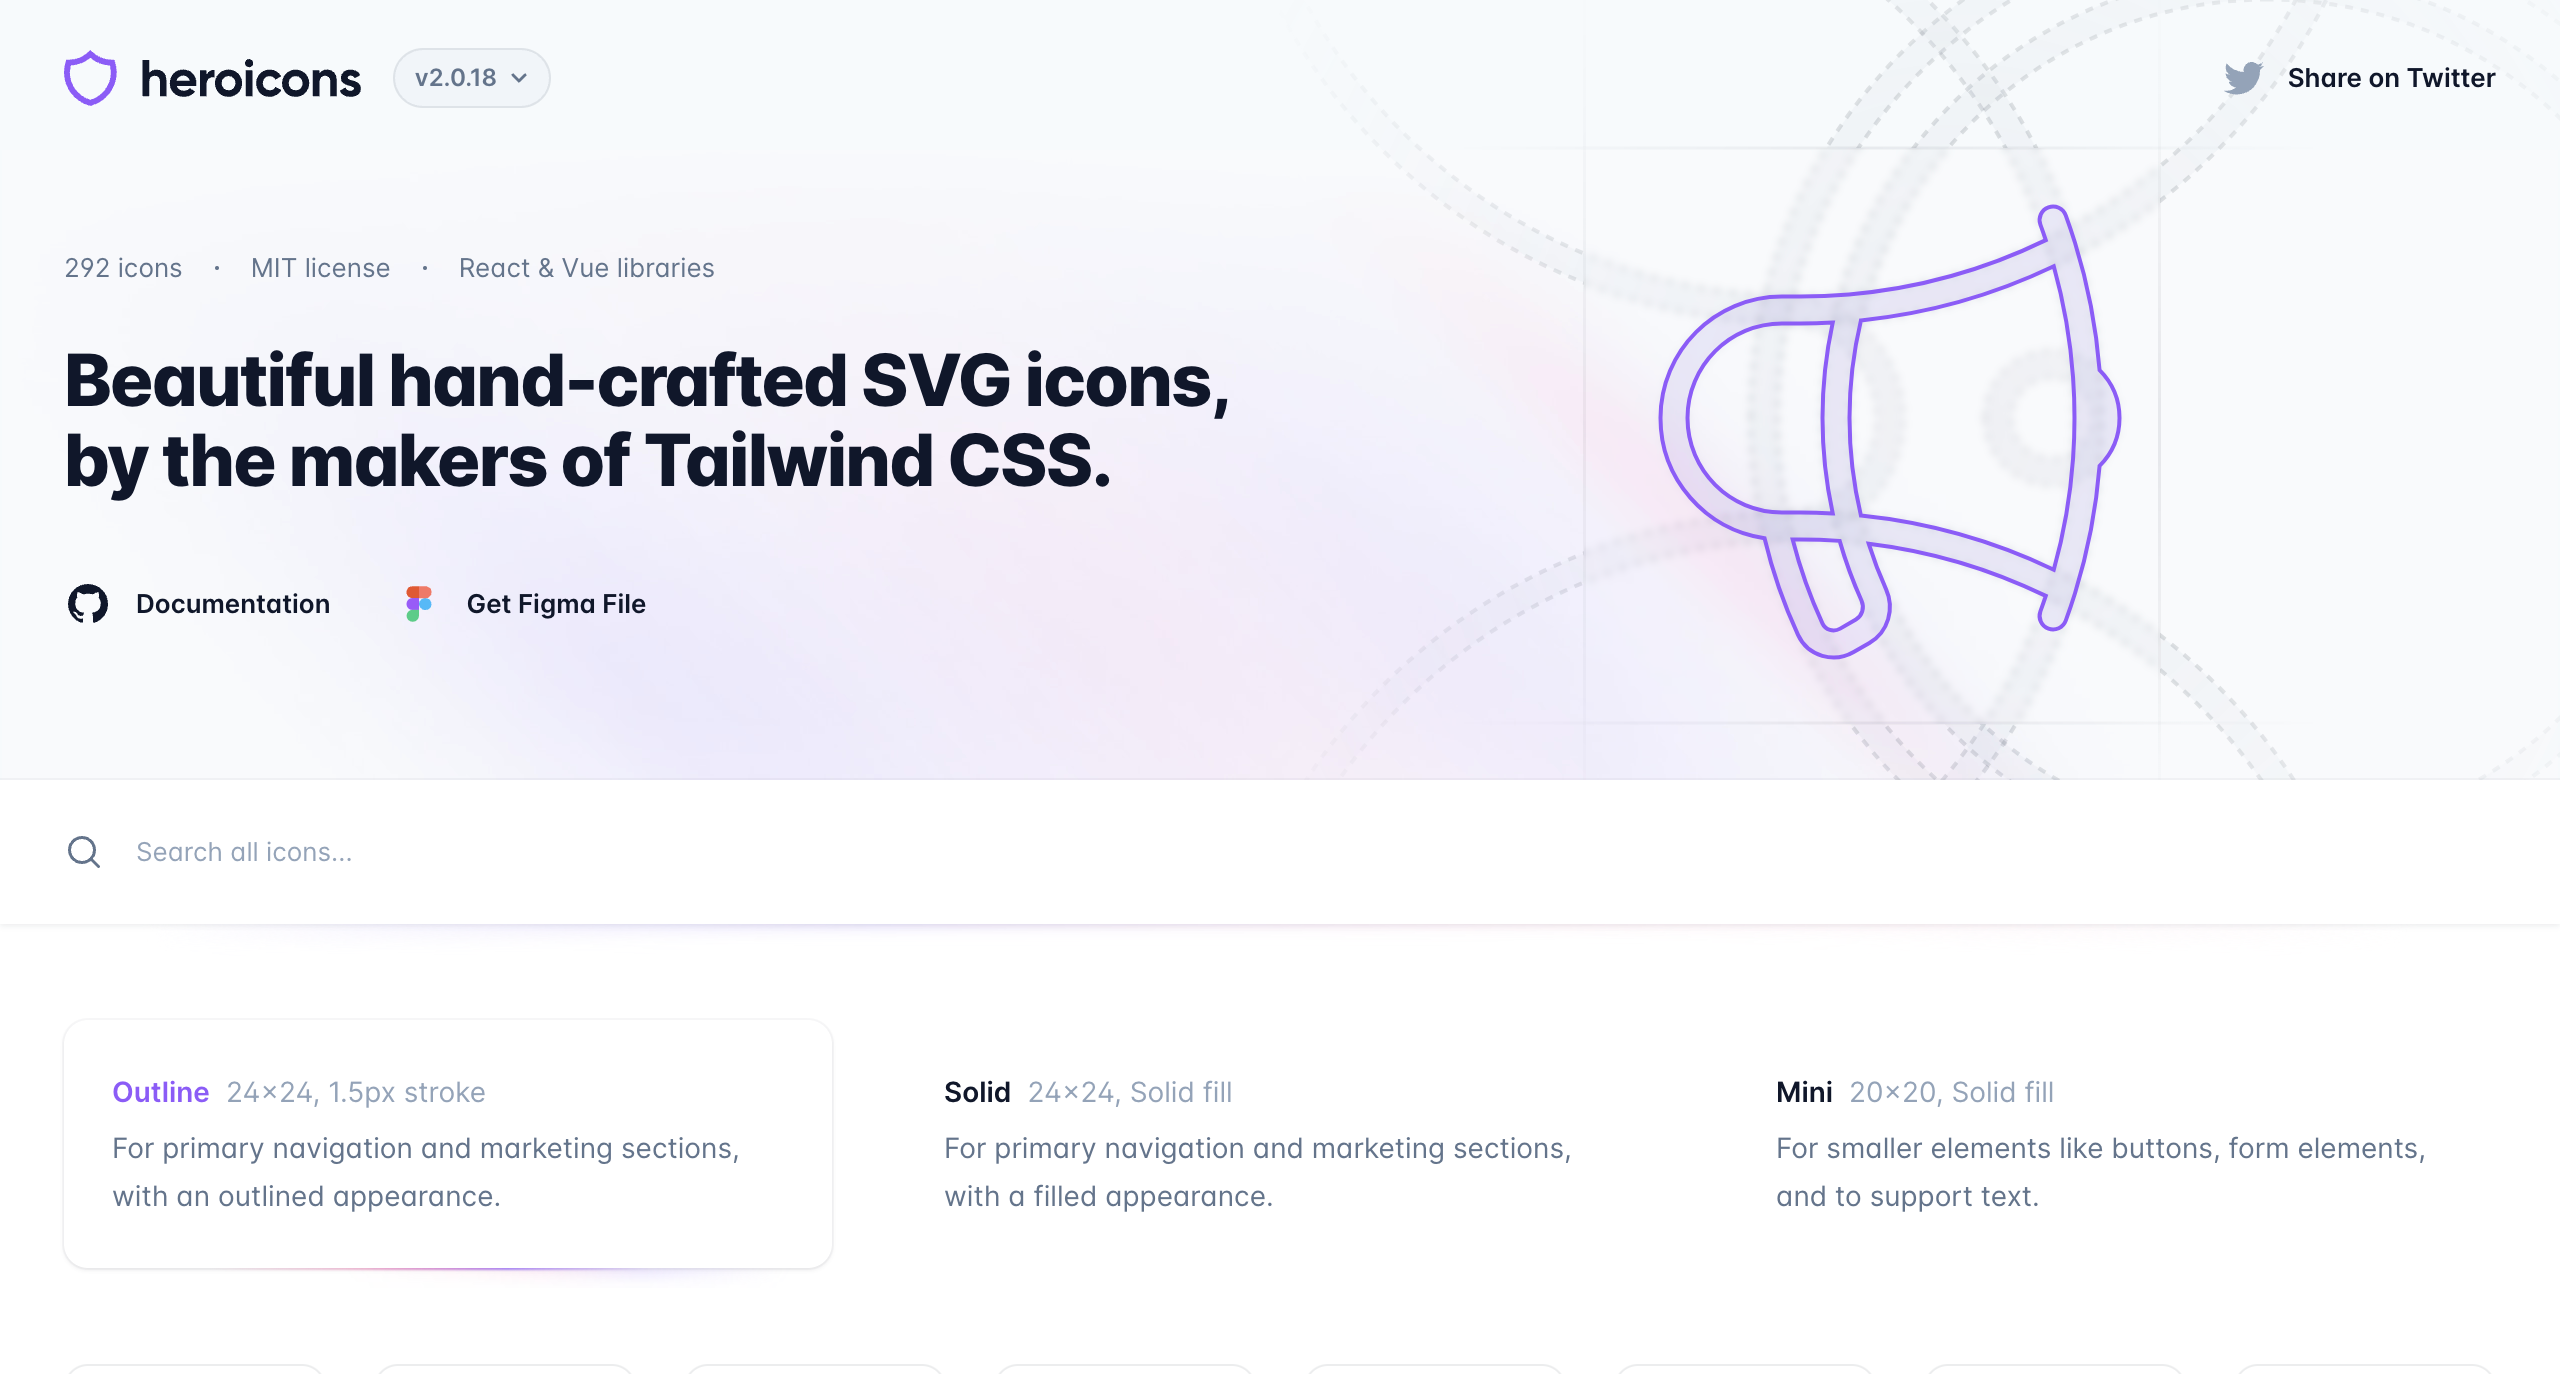 heroicons
v2.0.18
Share on Twitter
292 icons · MIT license · React & Vue libraries
Beautiful hand-crafted SVG icons,
by the makers of Tailwind CSS.
Documentation
Get Figma File
Search all icons...
Outline 24×24, 1.5px stroke
For primary navigation and marketing sections,
with an outlined appearance.
Solid 24×24, Solid fill
For primary navigation and marketing sections,
with a filled appearance.
Mini 20×20, Solid fill
For smaller elements like buttons, form elements,
and to support text.